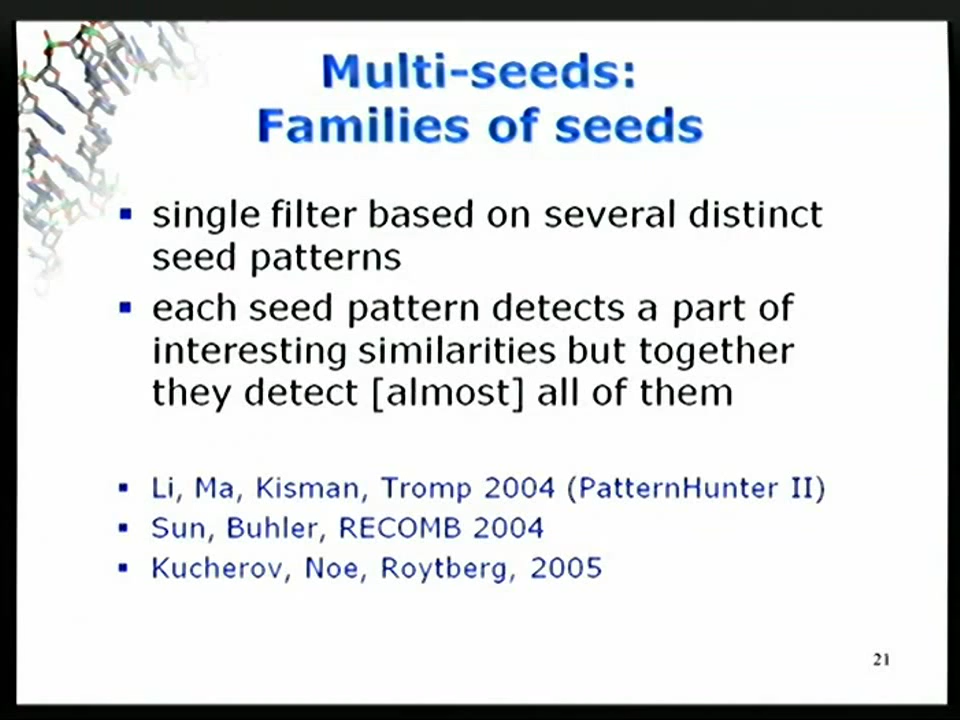 Multi-seeds:
Families of seeds
single filter based on several distinct
seed patterns
each seed pattern detects a part of
interesting similarities but together
they detect [almost] all of them
Li, Ma, Kisman, Tromp 2004 (PatternHunter II)
Sun, Buhler, RECOMB 2004
Kucherov, Noe, Roytberg, 2005
21